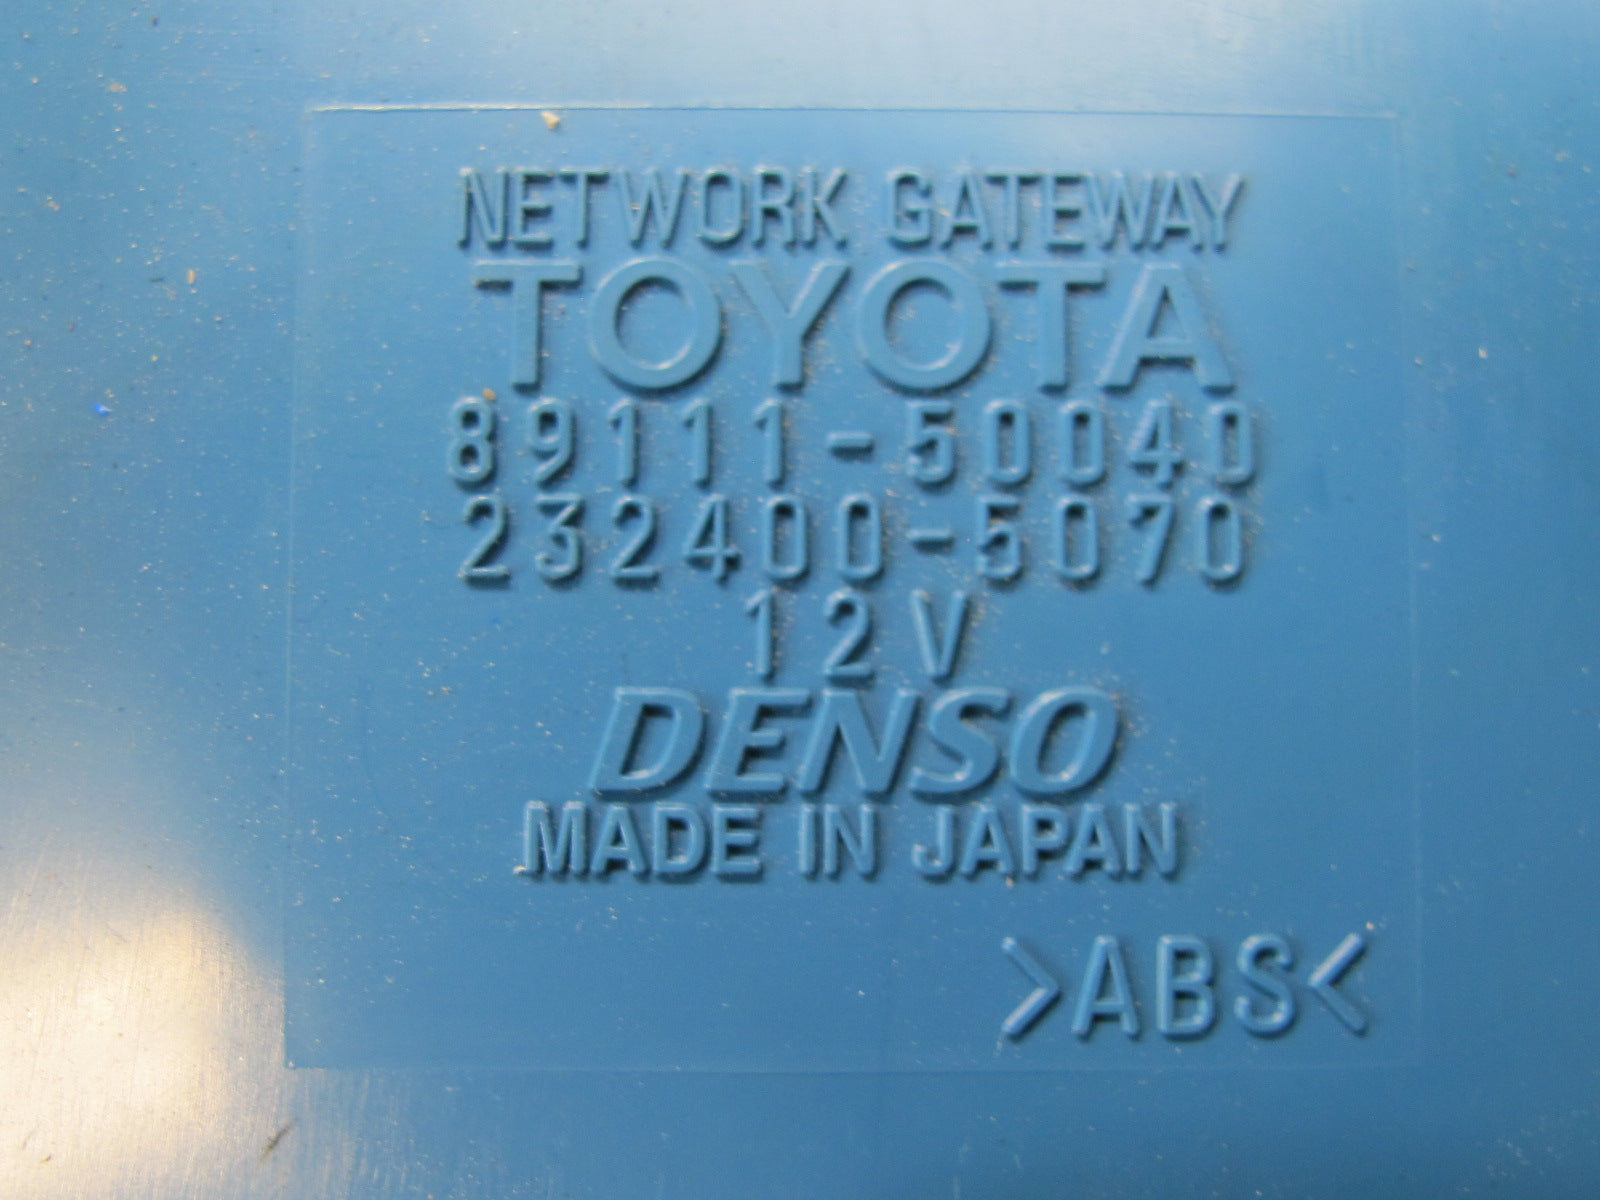 NETWORK GATEWAY
TOYOTA
89111-50040
232400-5070
12V
DENSO
MADE IN JAPAN
>ABS<